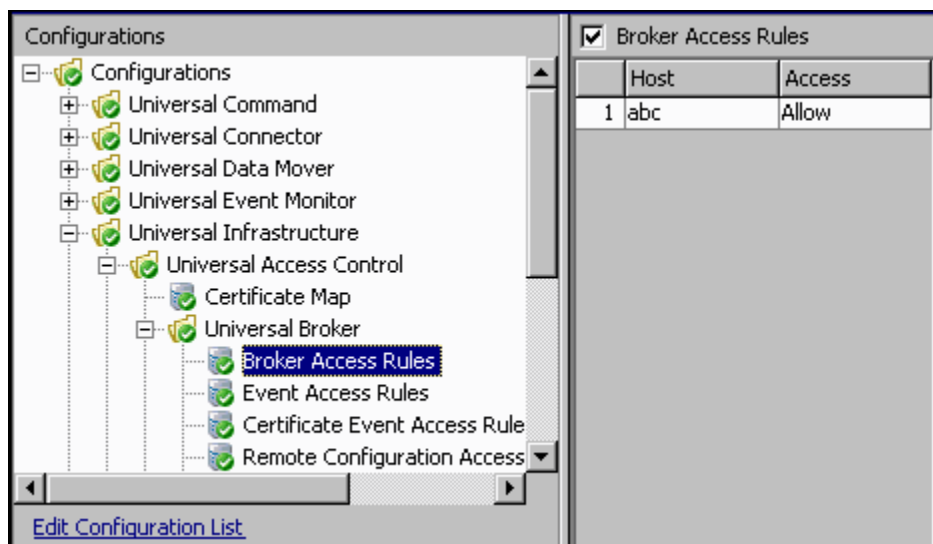 Configurations
Configurations
Universal Command
Universal Connector
Universal Data Mover
Universal Event Monitor
Universal Infrastructure
Universal Access Control
Certificate Map
Universal Broker
Broker Access Rules
Event Access Rules
Certificate Event Access Rule
Remote Configuration Access
Edit Configuration List
Broker Access Rules
Host Access
1 abc Allow